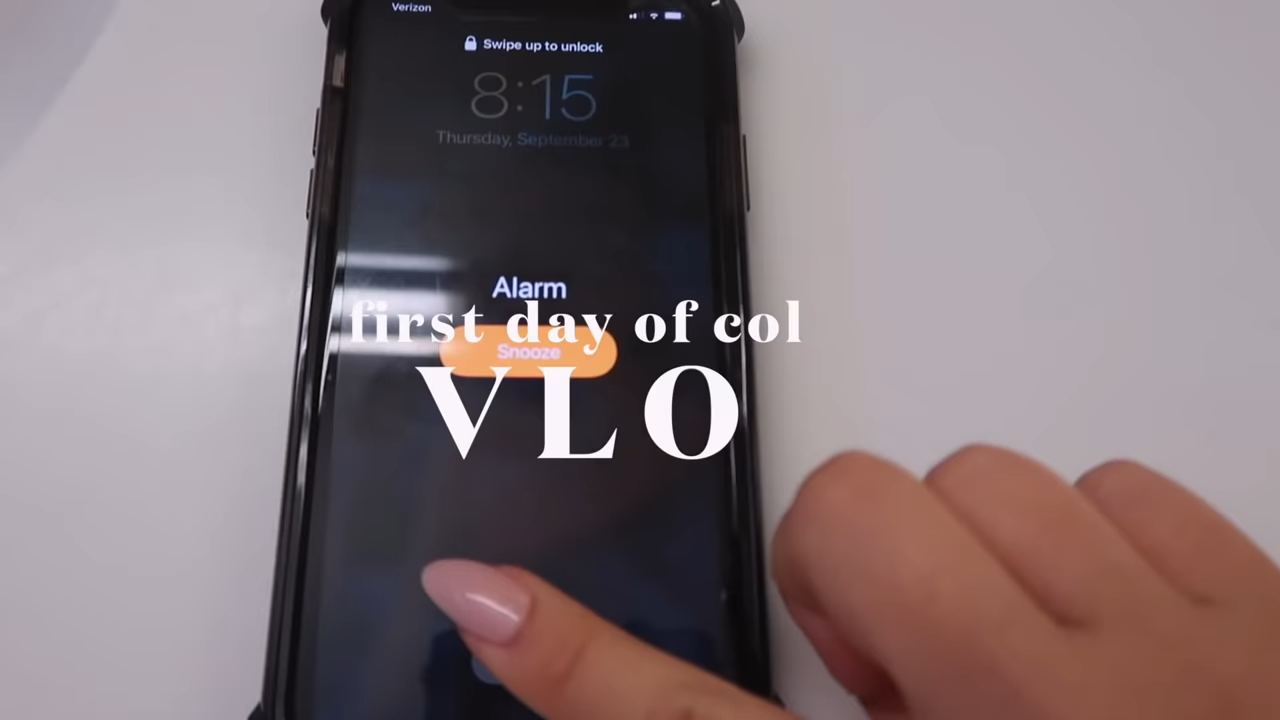 Verizon
Swipe up to unlock
8:15
Thursday, September 23
Alarm
first day of col
Snooze
VLO